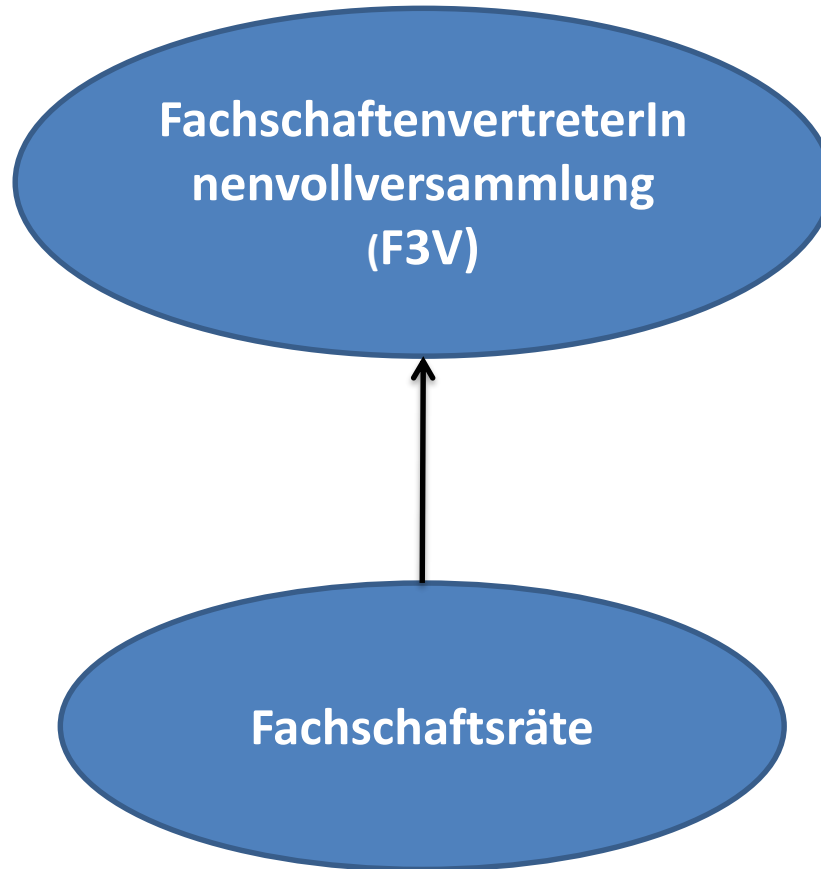 FachschaftenvertreterIn
nenvollversammlung
(F3V)
Fachschaftsräte